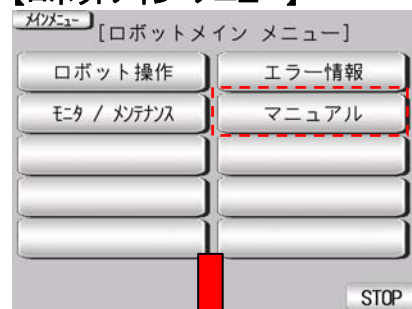 【ロボットメイン メニュー】
メインメニュー
[ロボットメイン メニュー]
ロボット操作 エラー情報
モニタ / メンテナンス マニュアル
STOP